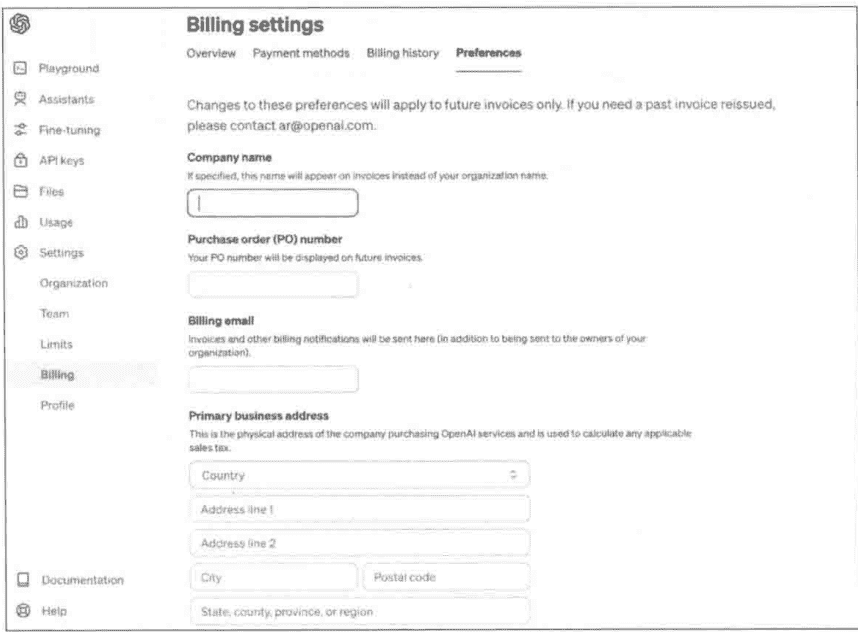 Billing settings
Overview Payment methods Billing history Preferences
Playground
Assistants
Fine-tuning
API keys
Files
Usage
Settings
Organization
Team
Limits
Billing
Profile
Documentation
Help
Changes to these preferences will apply to future invoices only. If you need a past invoice reissued,
please contact ar@openai.com.
Company name
If specified, this name will appear on invoices instead of your organization name.
Purchase order (PO) number
Your PO number will be displayed on future invoices.
Billing email
Invoices and other billing notifications will be sent here (in addition to being sent to the owners of your
organization).
Primary business address
This is the physical address of the company purchasing OpenAI services and is used to calculate any applicable
sales tax.
Country
Address line 1
Address line 2
City Postal code
State, county, province, or region